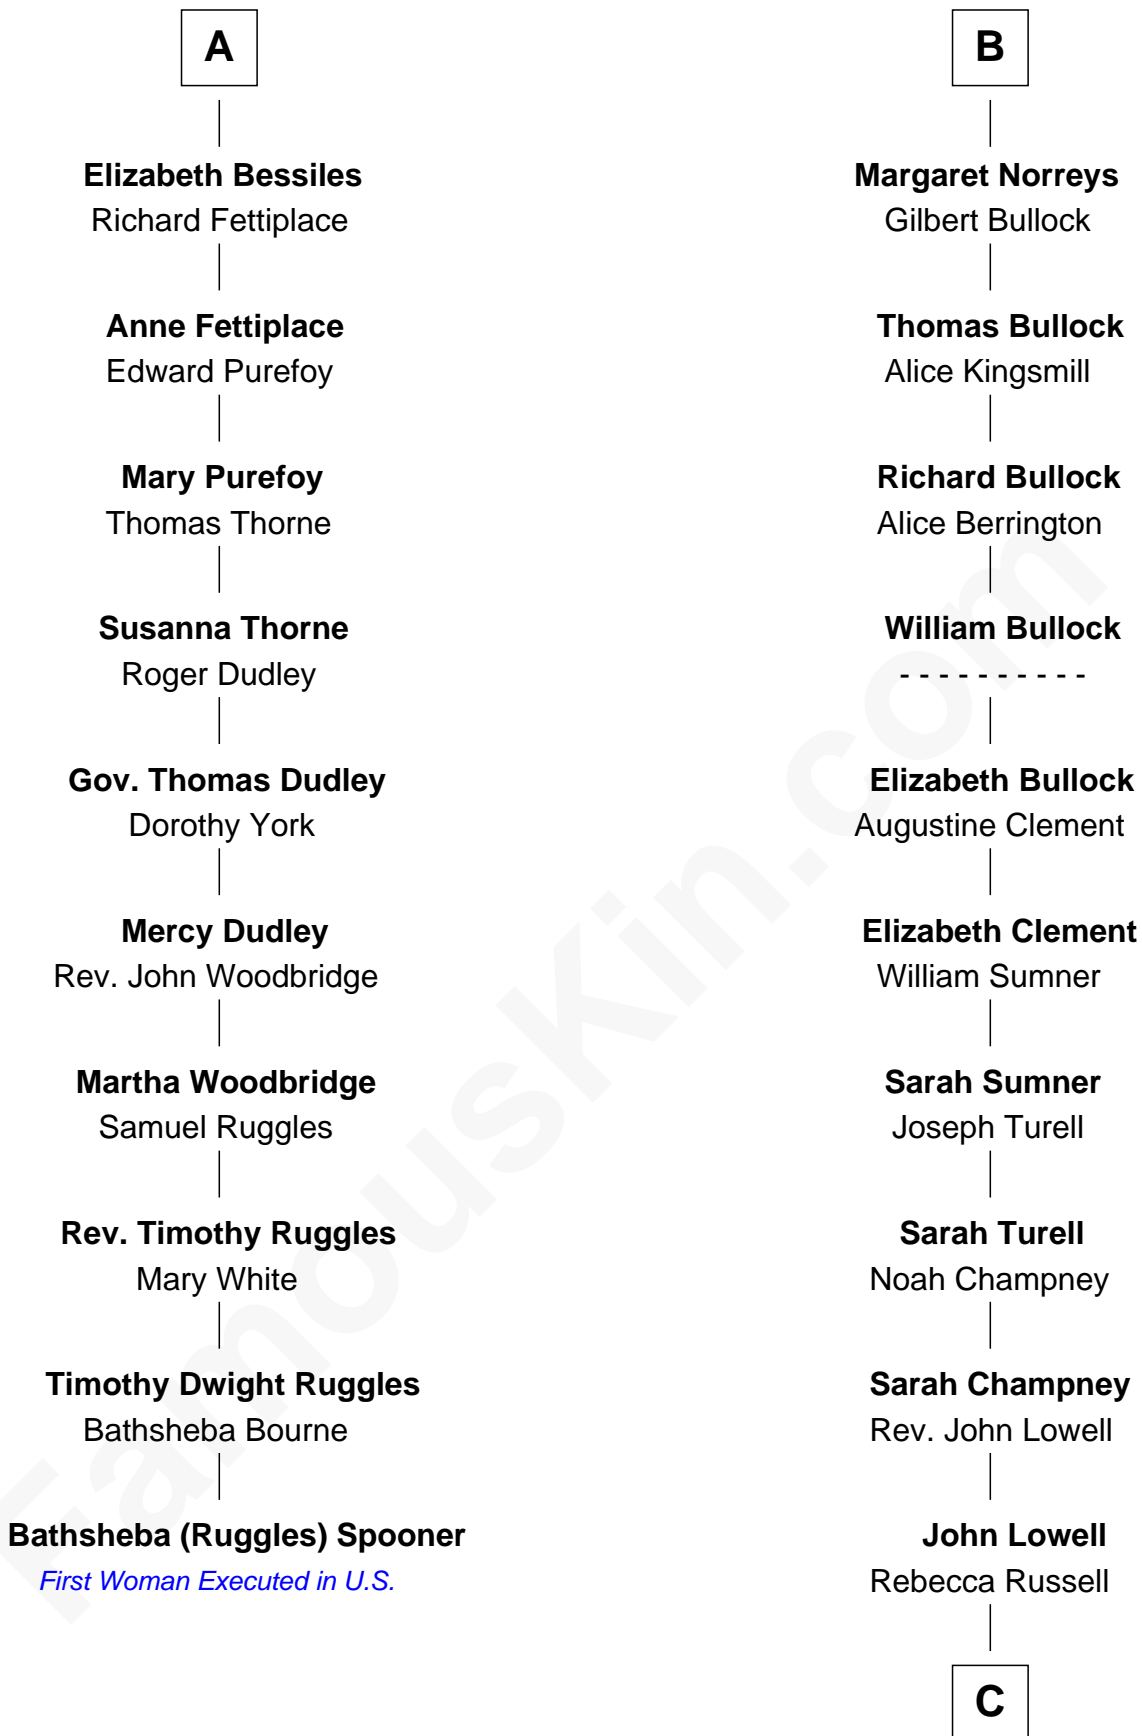 A
Elizabeth Bessiles
Richard Fettiplace
Anne Fettiplace
Edward Purefoy
Mary Purefoy
Thomas Thorne
Susanna Thorne
Roger Dudley
Gov. Thomas Dudley
Dorothy York
Mercy Dudley
Rev. John Woodbridge
Martha Woodbridge
Samuel Ruggles
Rev. Timothy Ruggles
Mary White
Timothy Dwight Ruggles
Bathsheba Bourne
Bathsheba (Ruggles) Spooner
First Woman Executed in U.S.
B
Margaret Norreys
Gilbert Bullock
Thomas Bullock
Alice Kingsmill
Richard Bullock
Alice Berrington
William Bullock
- - - - - - - - - -
Elizabeth Bullock
Augustine Clement
Elizabeth Clement
William Sumner
Sarah Sumner
Joseph Turell
Sarah Turell
Noah Champney
Sarah Champney
Rev. John Lowell
John Lowell
Rebecca Russell
C
FamousKin.com